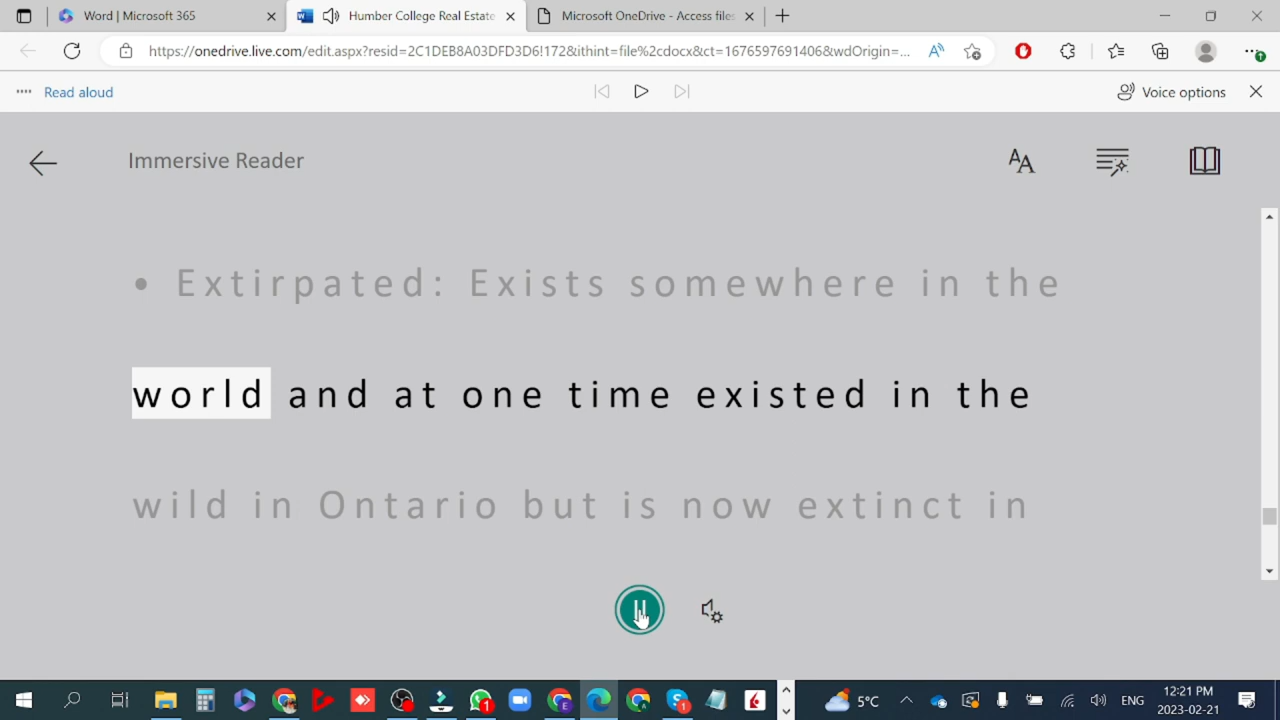 Word | Microsoft 365
Humber College Real Estate
Microsoft OneDrive - Access files
https://onedrive.live.com/edit.aspx?resid=2C1DEB8A03DFD3D6!172&ithint=file%2cdocx&ct=1676597691406&wdOrigin=...
Read aloud
Voice options
Immersive Reader
• Extirpated: Exists somewhere in the
world and at one time existed in the
wild in Ontario but is now extinct in
5°C
ENG
12:21 PM
2023-02-21